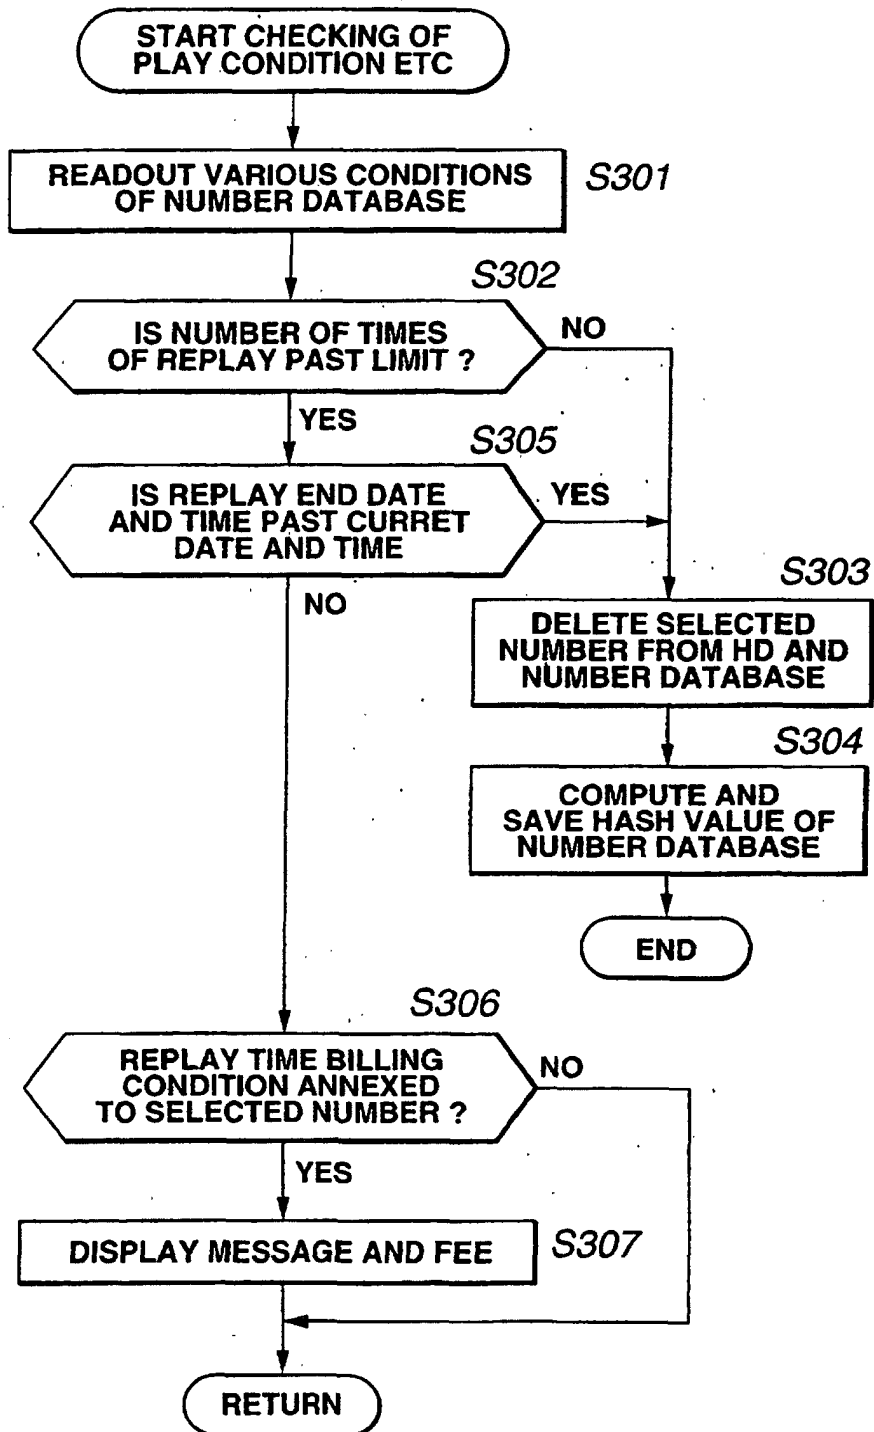 START CHECKING OF
PLAY CONDITION ETC
READOUT VARIOUS CONDITIONS
OF NUMBER DATABASE
S301
S302
IS NUMBER OF TIMES
OF REPLAY PAST LIMIT ?
NO
YES
S305
IS REPLAY END DATE
AND TIME PAST CURRET
DATE AND TIME
YES
NO
S303
DELETE SELECTED
NUMBER FROM HD AND
NUMBER DATABASE
S304
COMPUTE AND
SAVE HASH VALUE OF
NUMBER DATABASE
END
S306
REPLAY TIME BILLING
CONDITION ANNEXED
TO SELECTED NUMBER ?
NO
YES
DISPLAY MESSAGE AND FEE
S307
RETURN